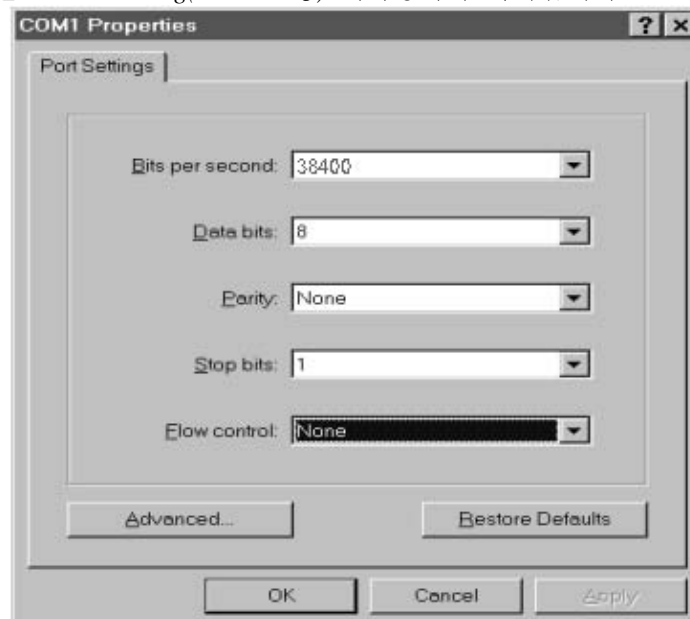 COM1 Properties
Port Settings
Bits per second: 38400
Data bits: 8
Parity: None
Stop bits: 1
Flow control: None
Advanced... Restore Defaults
OK Cancel Apply